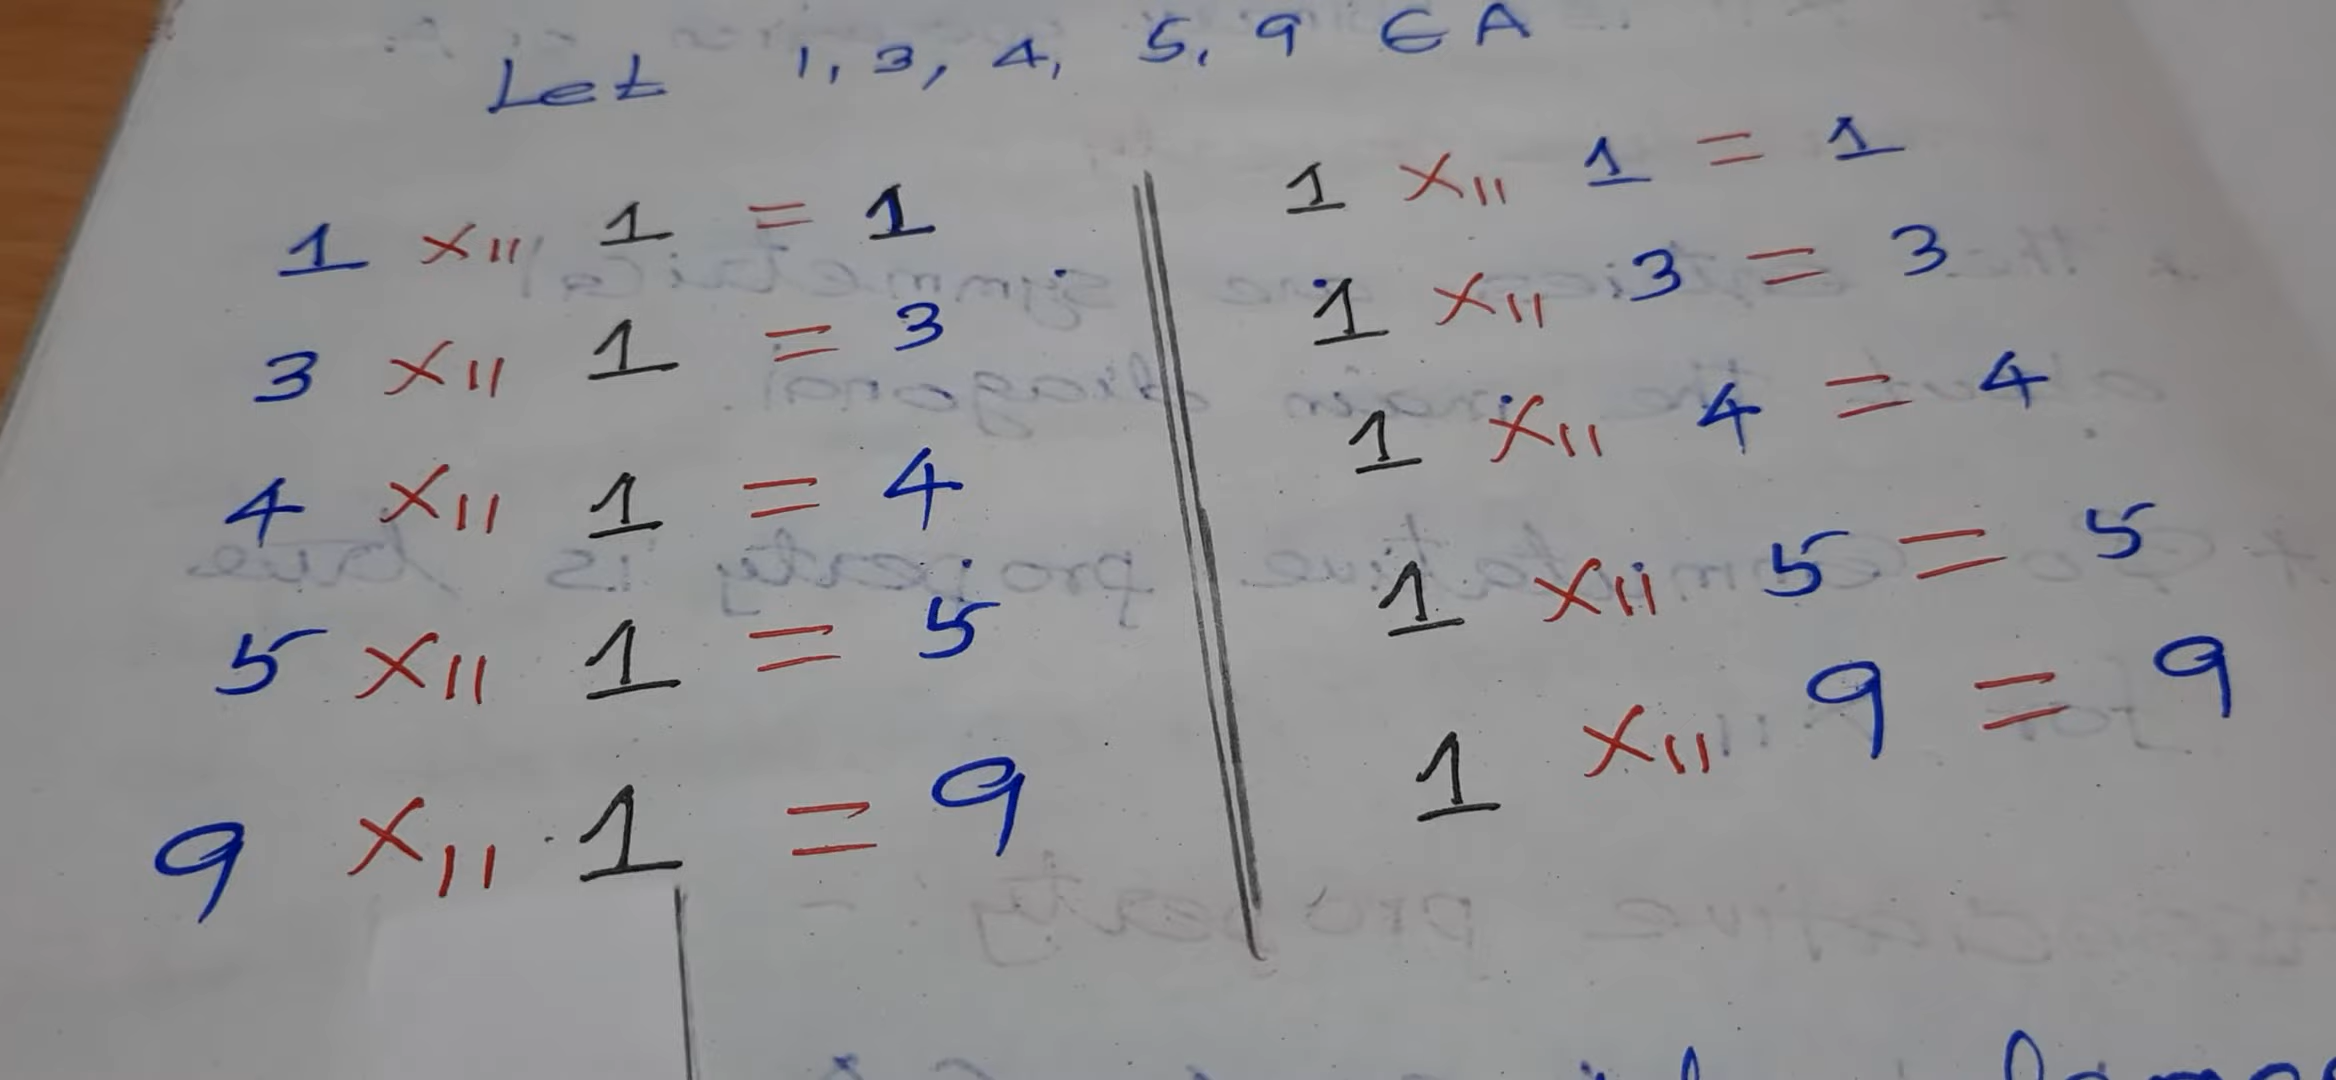 Let 1, 3, 4, 5, 9 ∈ A
1 ×₁₁ 1 = 1
3 ×₁₁ 1 = 3
4 ×₁₁ 1 = 4
5 ×₁₁ 1 = 5
9 ×₁₁ 1 = 9
1 ×₁₁ 1 = 1
1 ×₁₁ 3 = 3
1 ×₁₁ 4 = 4
1 ×₁₁ 5 = 5
1 ×₁₁ 9 = 9